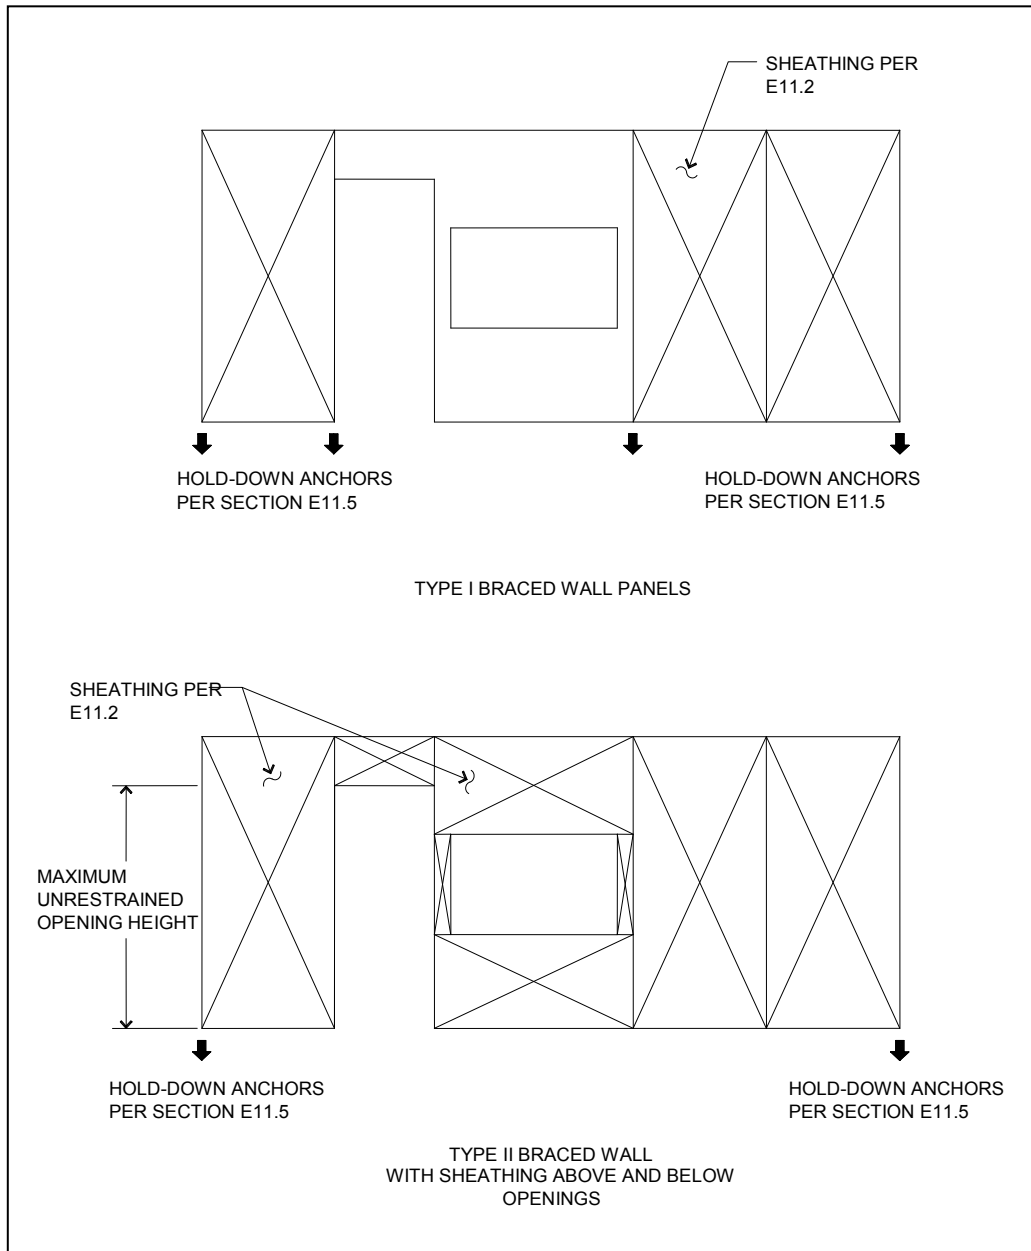 SHEATHING PER
E11.2
HOLD-DOWN ANCHORS
PER SECTION E11.5
HOLD-DOWN ANCHORS
PER SECTION E11.5
TYPE I BRACED WALL PANELS
SHEATHING PER
E11.2
MAXIMUM
UNRESTRAINED
OPENING HEIGHT
HOLD-DOWN ANCHORS
PER SECTION E11.5
HOLD-DOWN ANCHORS
PER SECTION E11.5
TYPE II BRACED WALL
WITH SHEATHING ABOVE AND BELOW
OPENINGS